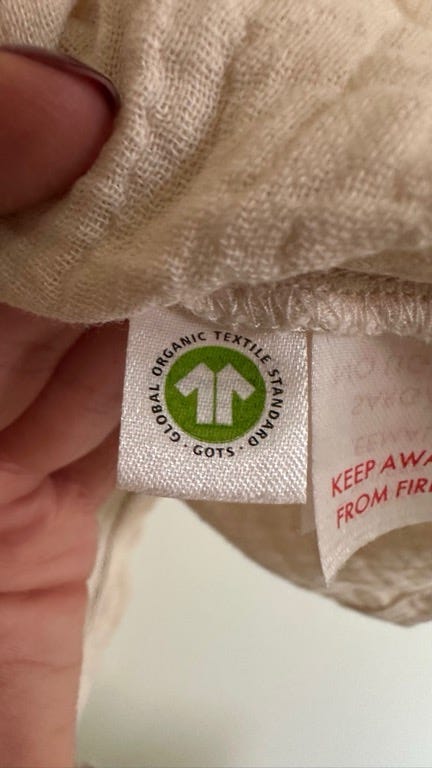 GLOBAL ORGANIC TEXTILE STANDARD · GOTS ·
KEEP AWA
FROM FIR